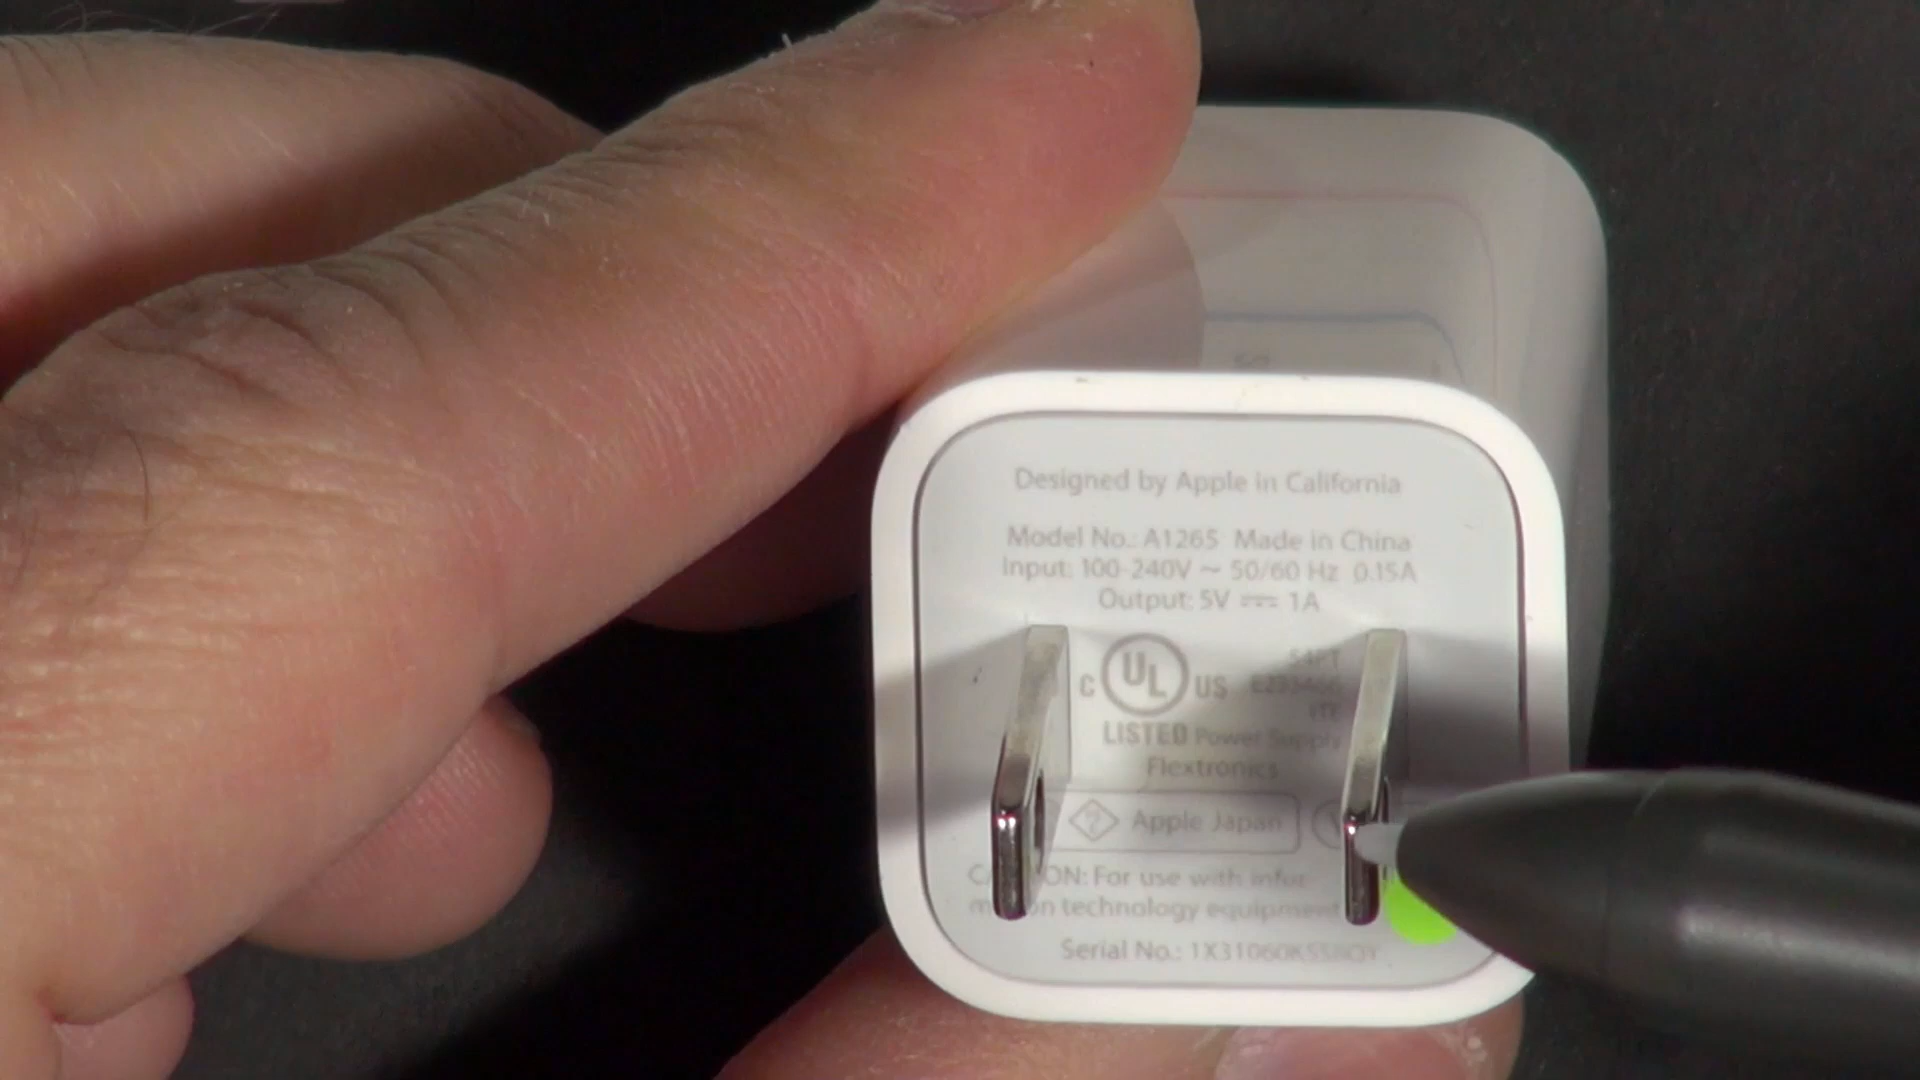 Designed by Apple in California
Model No.: A1265 Made in China
Input: 100-240V ~ 50/60 Hz 0.15A
Output: 5V ⎓ 1A
C UL US
LISTED Power Supply
Flextronics
Apple Japan
ON: For use with infor
on technology equipment
Serial No.: